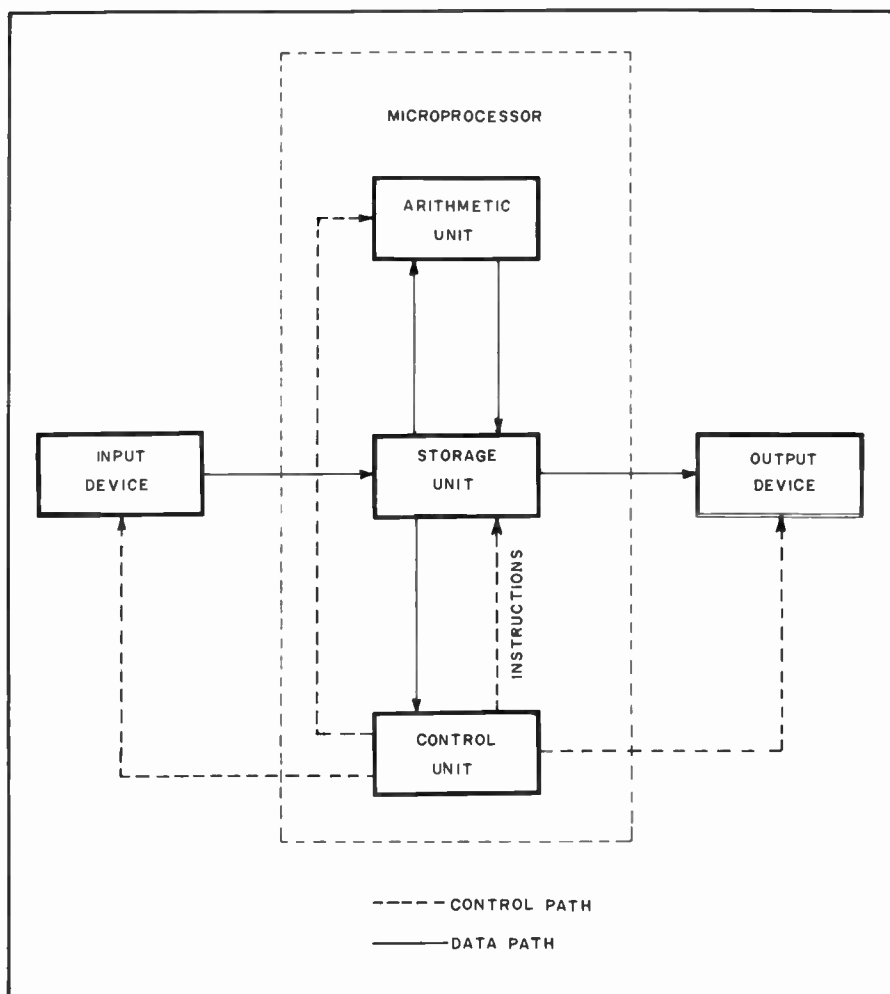 MICROPROCESSOR
ARITHMETIC
UNIT
INPUT
DEVICE
STORAGE
UNIT
OUTPUT
DEVICE
INSTRUCTIONS
CONTROL
UNIT
CONTROL PATH
DATA PATH